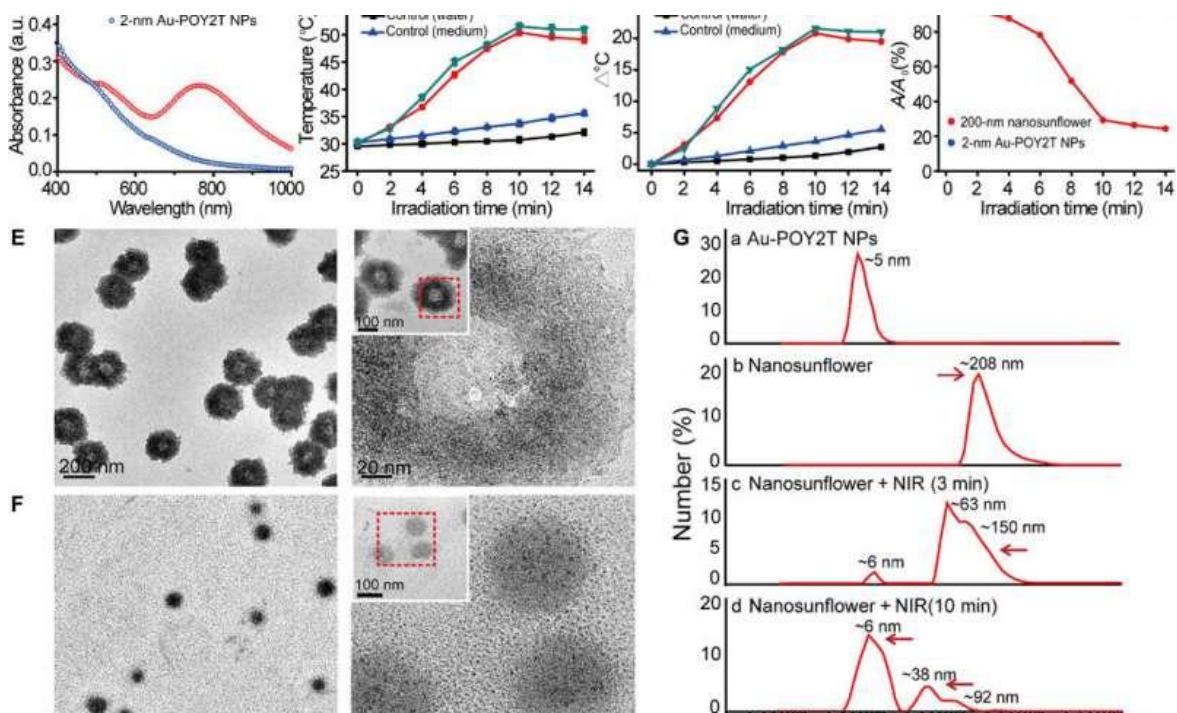 ○ 2-nm Au-POY2T NPs
Absorbance (a.u.
0.4
0.3
0.2
0.1
0.0
400
600
800
1000
Wavelength (nm)
Control (water)
Control (medium)
Temperature (°C)
50
45
40
35
30
25
0 2 4 6 8 10 12 14
Irradiation time (min)
Control (water)
Control (medium)
△°C
20
15
10
5
0
0 2 4 6 8 10 12 14
Irradiation time (min)
A/A₀(%)
80
60
40
20
0
200-nm nanosunflower
2-nm Au-POY2T NPs
0 2 4 6 8 10 12 14
Irradiation time (min)
E
200 nm
100 nm
20 nm
F
100 nm
G
Number (%)
a Au-POY2T NPs
30
20
10
0
~5 nm
b Nanosunflower
20
10
0
~208 nm
c Nanosunflower + NIR (3 min)
15
10
5
0
~6 nm
~63 nm
~150 nm
d Nanosunflower + NIR(10 min)
20
10
0
~6 nm
~38 nm
~92 nm